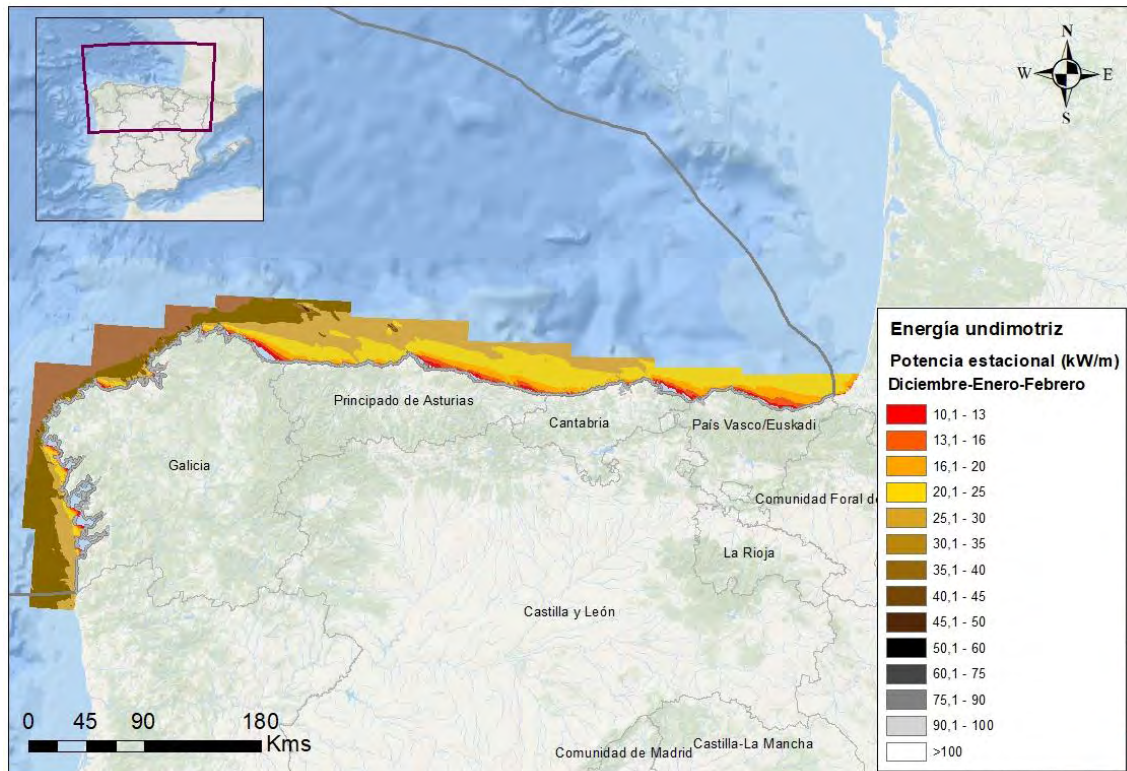 N
W E
S
Principado de Asturias
Cantabria
País Vasco/Euskadi
Galicia
Comunidad Foral de
La Rioja
Castilla y León
Comunidad de Madrid
Castilla-La Mancha
0 45 90 180
Kms
Energía undimotriz
Potencia estacional (kW/m)
Diciembre-Enero-Febrero
10,1 - 13
13,1 - 16
16,1 - 20
20,1 - 25
25,1 - 30
30,1 - 35
35,1 - 40
40,1 - 45
45,1 - 50
50,1 - 60
60,1 - 75
75,1 - 90
90,1 - 100
>100